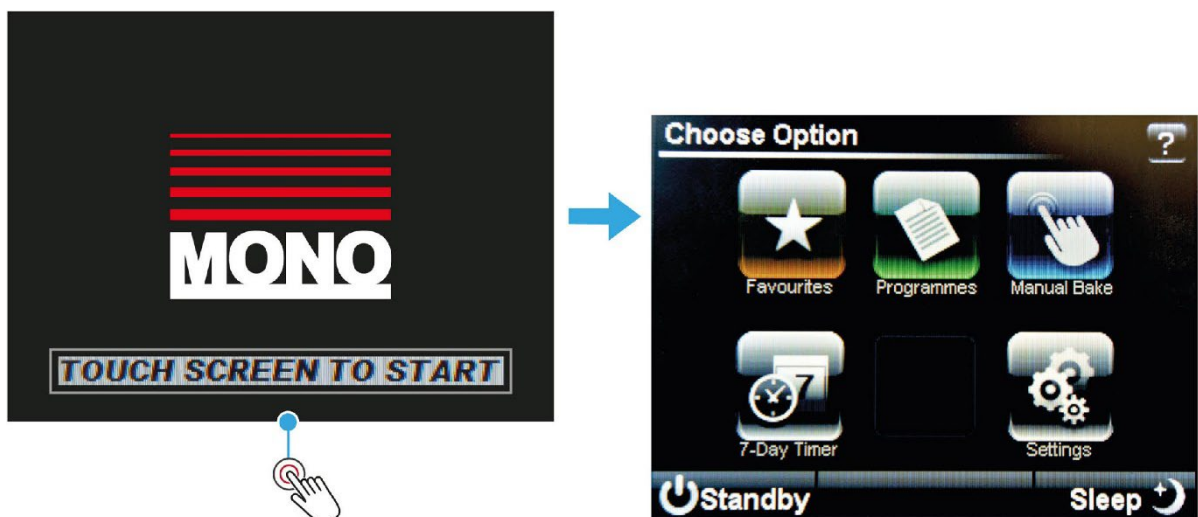 MONO
TOUCH SCREEN TO START
Choose Option
?
Favourites
Programmes
Manual Bake
7
7-Day Timer
Settings
Standby
Sleep